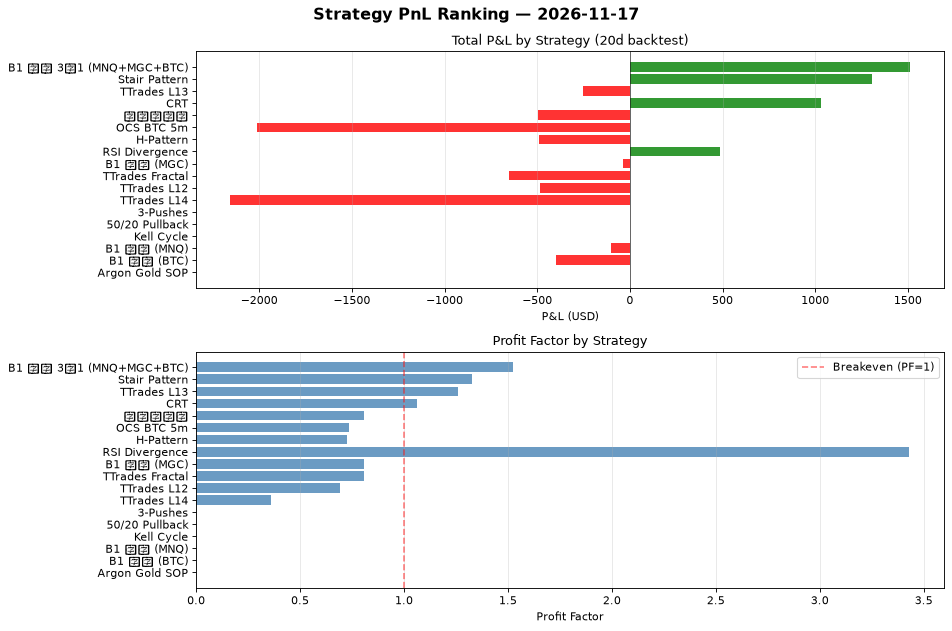 Strategy PnL Ranking — 2026-11-17
Total P&L by Strategy (20d backtest)
B1 3 1 (MNQ+MGC+BTC)
Stair Pattern
TTrades L13
CRT
OCS BTC 5m
H-Pattern
RSI Divergence
B1 (MGC)
TTrades Fractal
TTrades L12
TTrades L14
3-Pushes
50/20 Pullback
Kell Cycle
B1 (MNQ)
B1 (BTC)
Argon Gold SOP
−2000 −1500 −1000 −500 0 500 1000 1500
P&L (USD)
Profit Factor by Strategy
B1 3 1 (MNQ+MGC+BTC)
Stair Pattern
TTrades L13
CRT
OCS BTC 5m
H-Pattern
RSI Divergence
B1 (MGC)
TTrades Fractal
TTrades L12
TTrades L14
3-Pushes
50/20 Pullback
Kell Cycle
B1 (MNQ)
B1 (BTC)
Argon Gold SOP
Breakeven (PF=1)
0.0 0.5 1.0 1.5 2.0 2.5 3.0 3.5
Profit Factor